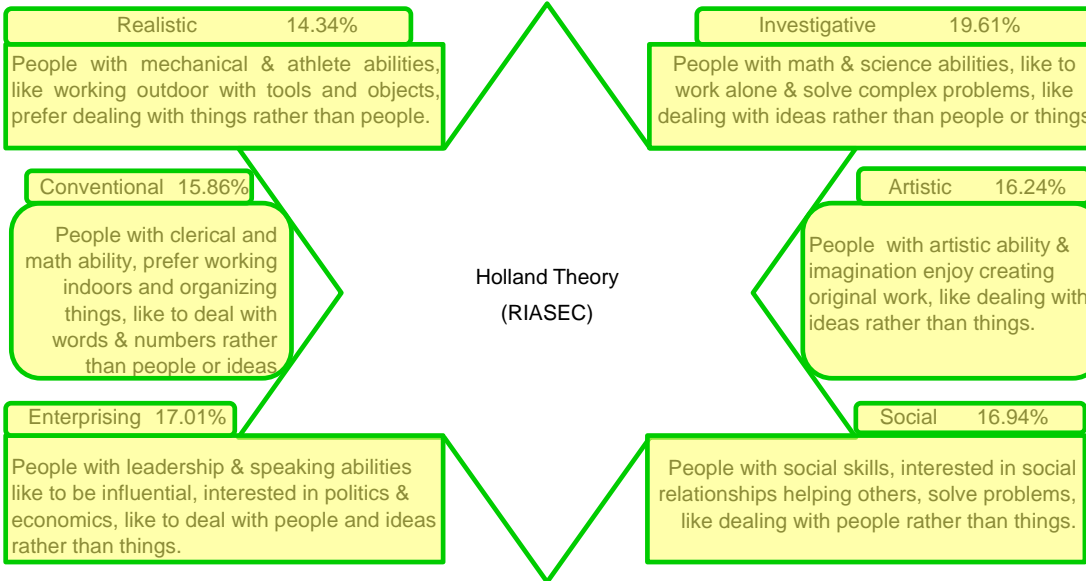 Realistic 14.34%
People with mechanical & athlete abilities,
like working outdoor with tools and objects,
prefer dealing with things rather than people.
Investigative 19.61%
People with math & science abilities, like to
work alone & solve complex problems, like
dealing with ideas rather than people or things
Conventional 15.86%
People with clerical and
math ability, prefer working
indoors and organizing
things, like to deal with
words & numbers rather
than people or ideas
Holland Theory
(RIASEC)
Artistic 16.24%
People with artistic ability &
imagination enjoy creating
original work, like dealing with
ideas rather than things.
Enterprising 17.01%
People with leadership & speaking abilities
like to be influential, interested in politics &
economics, like to deal with people and ideas
rather than things.
Social 16.94%
People with social skills, interested in social
relationships helping others, solve problems,
like dealing with people rather than things.